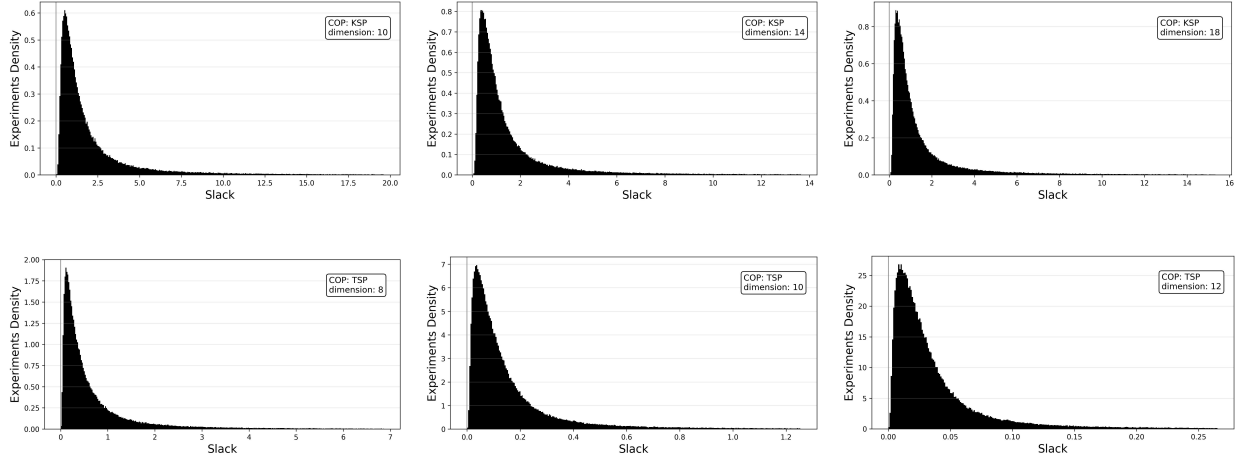 COP: KSP
dimension: 10
0.6
0.5
0.4
0.3
0.2
0.1
0.0
Experiments Density
0.0 2.5 5.0 7.5 10.0 12.5 15.0 17.5 20.0
Slack
COP: KSP
dimension: 14
0.8
0.7
0.6
0.5
0.4
0.3
0.2
0.1
0.0
Experiments Density
0 2 4 6 8 10 12 14
Slack
COP: KSP
dimension: 18
0.8
0.6
0.4
0.2
0.0
Experiments Density
0 2 4 6 8 10 12 14 16
Slack
COP: TSP
dimension: 8
2.00
1.75
1.50
1.25
1.00
0.75
0.50
0.25
0.00
Experiments Density
0 1 2 3 4 5 6 7
Slack
COP: TSP
dimension: 10
7
6
5
4
3
2
1
0
Experiments Density
0.0 0.2 0.4 0.6 0.8 1.0 1.2
Slack
COP: TSP
dimension: 12
25
20
15
10
5
0
Experiments Density
0.00 0.05 0.10 0.15 0.20 0.25
Slack